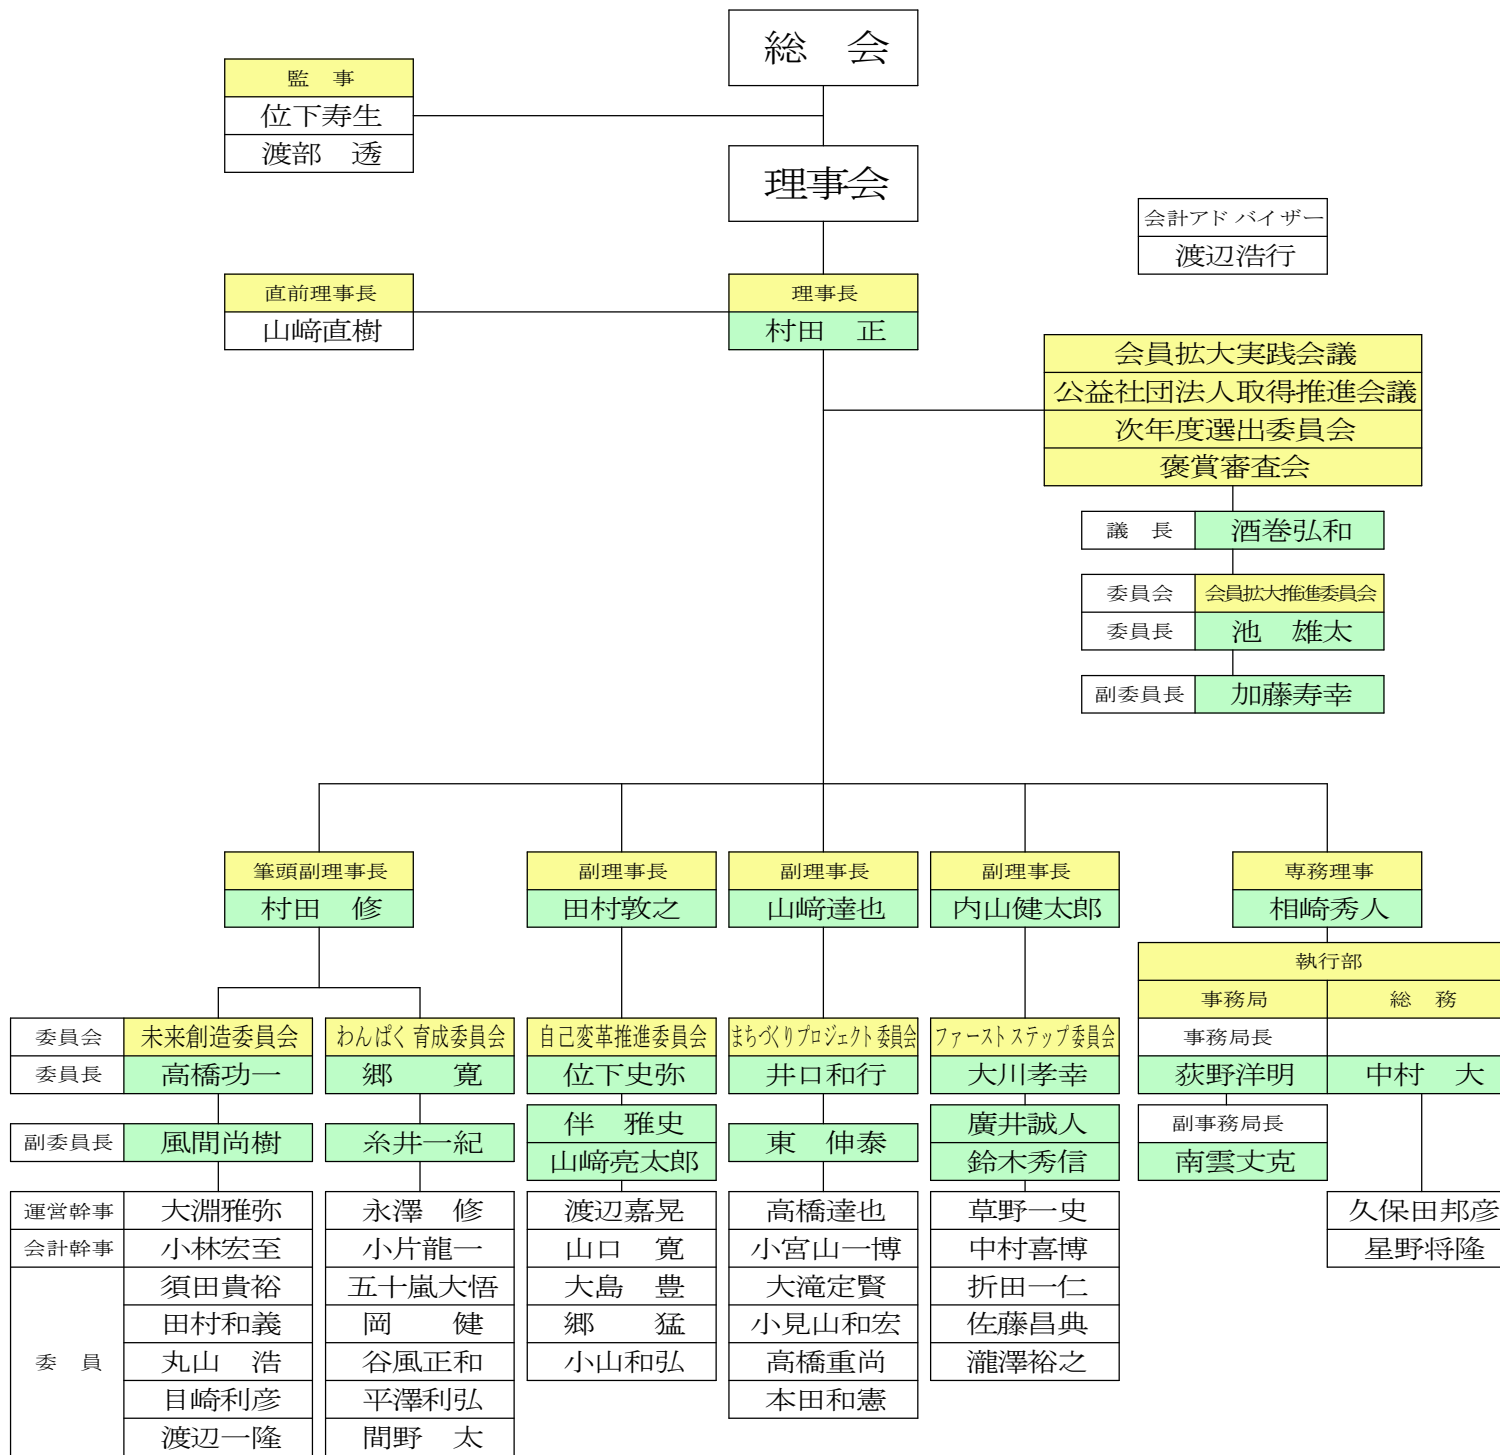 総　会
監　事
位下寿生
渡部　透
理事会
会計アドバイザー
渡辺浩行
直前理事長
山﨑直樹
理事長
村田　正
会員拡大実践会議
公益社団法人取得推進会議
次年度選出委員会
褒賞審査会
議　長　酒巻弘和
委員会　会員拡大推進委員会
委員長　池　雄太
副委員長　加藤寿幸
筆頭副理事長　副理事長　副理事長　副理事長　専務理事
村田　修　田村敦之　山﨑達也　内山健太郎　相崎秀人
執行部
事務局　総　務
委員会　未来創造委員会　わんぱく育成委員会　自己変革推進委員会　まちづくりプロジェクト委員会　ファーストステップ委員会　事務局長
委員長　高橋功一　郷　寛　位下史弥　井口和行　大川孝幸　荻野洋明　中村　大
副委員長　風間尚樹　糸井一紀　伴　雅史　東　伸泰　廣井誠人　副事務局長
山﨑亮太郎　鈴木秀信　南雲丈克
運営幹事　大淵雅弥　永澤　修　渡辺嘉晃　高橋達也　草野一史　久保田邦彦
会計幹事　小林宏至　小片龍一　山口　寛　小宮山一博　中村喜博　星野将隆
委　員　須田貴裕　五十嵐大悟　大島　豊　大滝定賢　折田一仁
田村和義　岡　健　郷　猛　小見山和宏　佐藤昌典
丸山　浩　谷風正和　小山和弘　高橋重尚　瀧澤裕之
目崎利彦　平澤利弘　本田和憲
渡辺一隆　間野　太